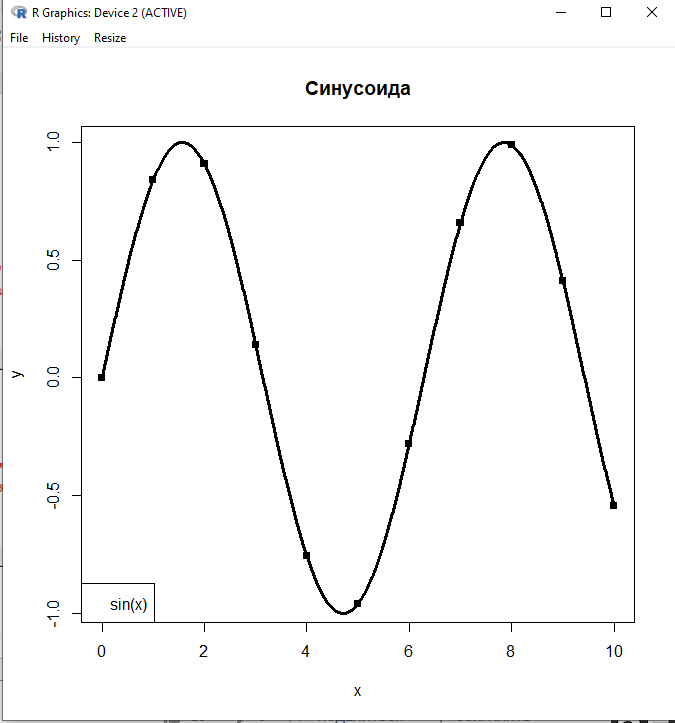 R Graphics: Device 2 (ACTIVE)
File History Resize
Синусоида
1.0
0.5
0.0
-0.5
-1.0
y
sin(x)
0 2 4 6 8 10
x